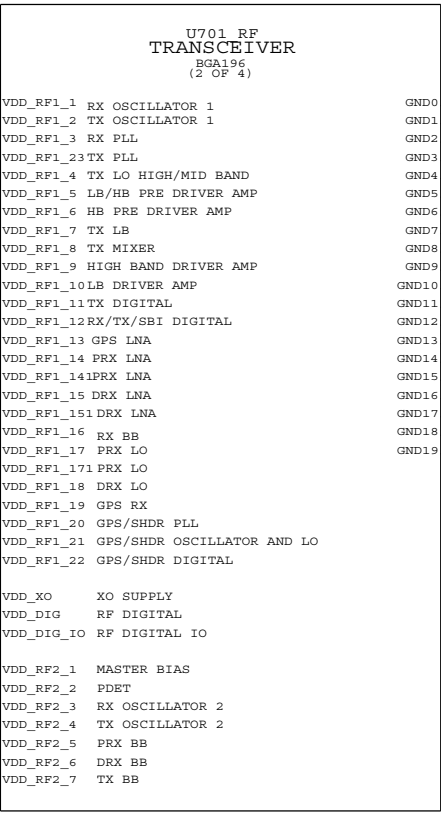 U701 RF
TRANSCEIVER
BGA196
(2 OF 4)
VDD_RF1_1 RX OSCILLATOR 1 GND0
VDD_RF1_2 TX OSCILLATOR 1 GND1
VDD_RF1_3 RX PLL GND2
VDD_RF1_23 TX PLL GND3
VDD_RF1_4 TX LO HIGH/MID BAND GND4
VDD_RF1_5 LB/HB PRE DRIVER AMP GND5
VDD_RF1_6 HB PRE DRIVER AMP GND6
VDD_RF1_7 TX LB GND7
VDD_RF1_8 TX MIXER GND8
VDD_RF1_9 HIGH BAND DRIVER AMP GND9
VDD_RF1_10 LB DRIVER AMP GND10
VDD_RF1_11 TX DIGITAL GND11
VDD_RF1_12 RX/TX/SBI DIGITAL GND12
VDD_RF1_13 GPS LNA GND13
VDD_RF1_14 PRX LNA GND14
VDD_RF1_141 PRX LNA GND15
VDD_RF1_15 DRX LNA GND16
VDD_RF1_151 DRX LNA GND17
VDD_RF1_16 RX BB GND18
VDD_RF1_17 PRX LO GND19
VDD_RF1_171 PRX LO
VDD_RF1_18 DRX LO
VDD_RF1_19 GPS RX
VDD_RF1_20 GPS/SHDR PLL
VDD_RF1_21 GPS/SHDR OSCILLATOR AND LO
VDD_RF1_22 GPS/SHDR DIGITAL
VDD_XO XO SUPPLY
VDD_DIG RF DIGITAL
VDD_DIG_IO RF DIGITAL IO
VDD_RF2_1 MASTER BIAS
VDD_RF2_2 PDET
VDD_RF2_3 RX OSCILLATOR 2
VDD_RF2_4 TX OSCILLATOR 2
VDD_RF2_5 PRX BB
VDD_RF2_6 DRX BB
VDD_RF2_7 TX BB